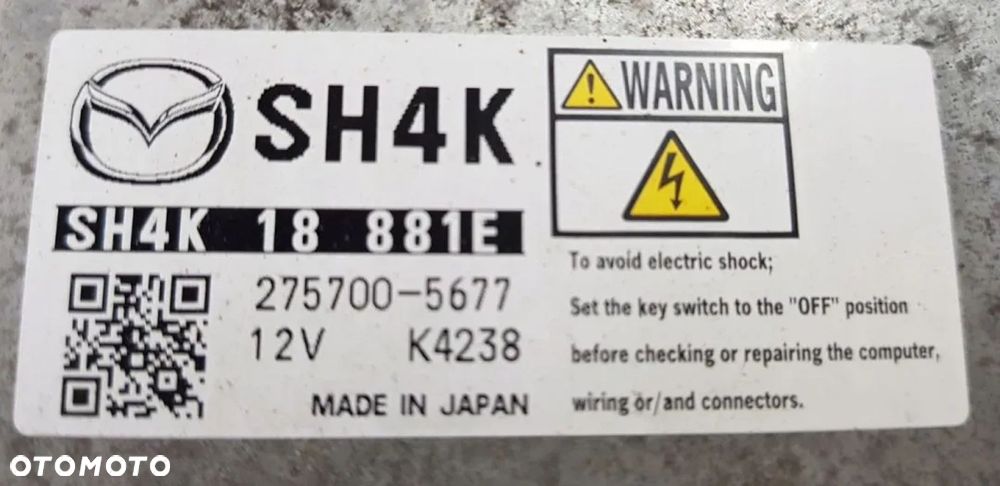 SH4K
SH4K 18 881E
275700-5677
12V K4238
MADE IN JAPAN
WARNING
To avoid electric shock;
Set the key switch to the "OFF" position
before checking or repairing the computer,
wiring or/and connectors.
OTOMOTO